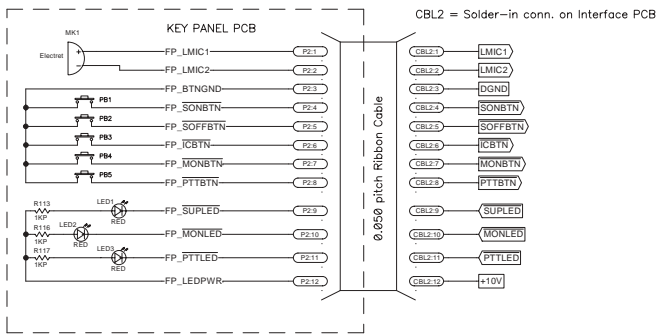 CBL2 = Solder-in conn. on Interface PCB
KEY PANEL PCB
MK1
Electret
+
−
FP_LMIC1 P2:1 CBL2:1 LMIC1
FP_LMIC2 P2:2 CBL2:2 LMIC2
FP_BTNGND P2:3 CBL2:3 DGND
PB1 FP_SONBTN P2:4 CBL2:4 SONBTN
PB2 FP_SOFFBTN P2:5 CBL2:5 SOFFBTN
PB3 FP_ICBTN P2:6 CBL2:6 ICBTN
PB4 FP_MONBTN P2:7 CBL2:7 MONBTN
PB5 FP_PTTBTN P2:8 CBL2:8 PTTBTN
0.050 pitch Ribbon Cable
R113 1KP LED1 RED FP_SUPLED P2:9 CBL2:9 SUPLED
R116 1KP LED2 RED FP_MONLED P2:10 CBL2:10 MONLED
R117 1KP LED3 RED FP_PTTLED P2:11 CBL2:11 PTTLED
FP_LEDPWR P2:12 CBL2:12 +10V